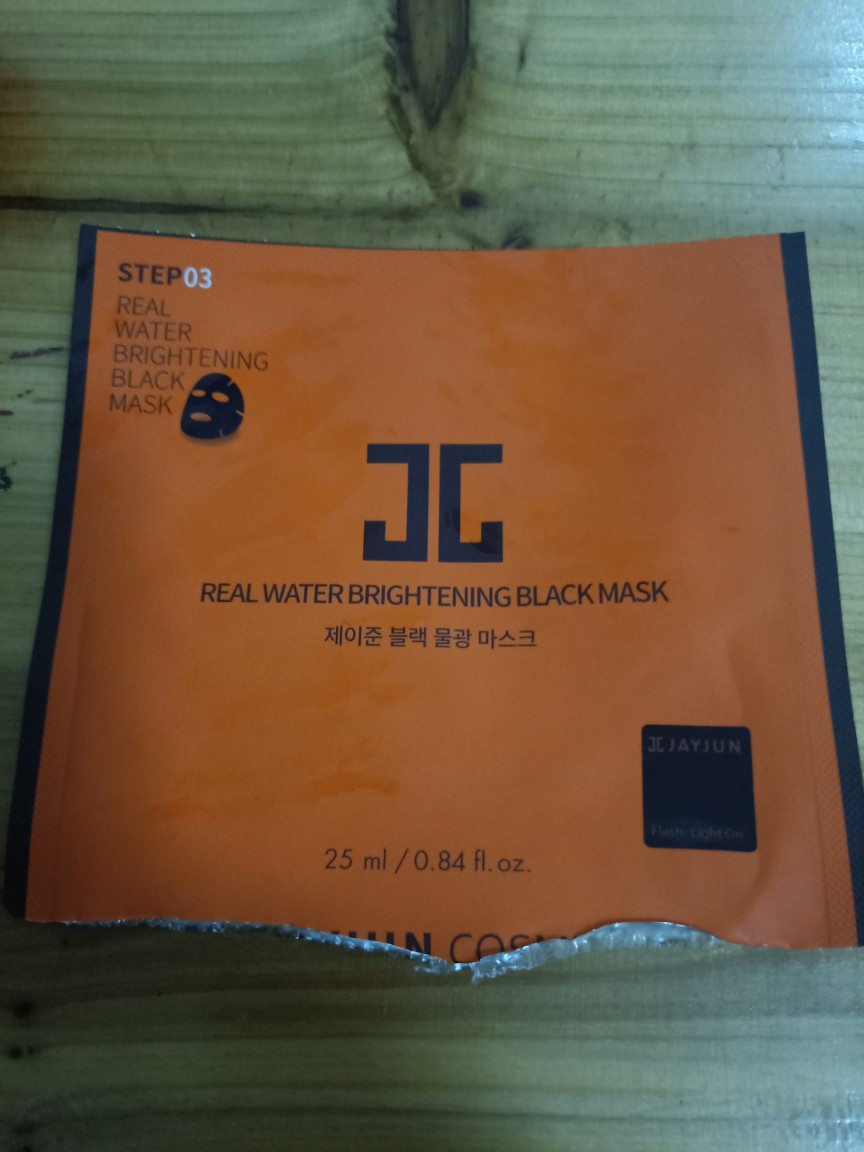 STEP03
REAL
WATER
BRIGHTENING
BLACK
MASK
REAL WATER BRIGHTENING BLACK MASK
제이준 블랙 물광 마스크
JAYJUN
Flash-Light On
25 ml / 0.84 fl. oz.